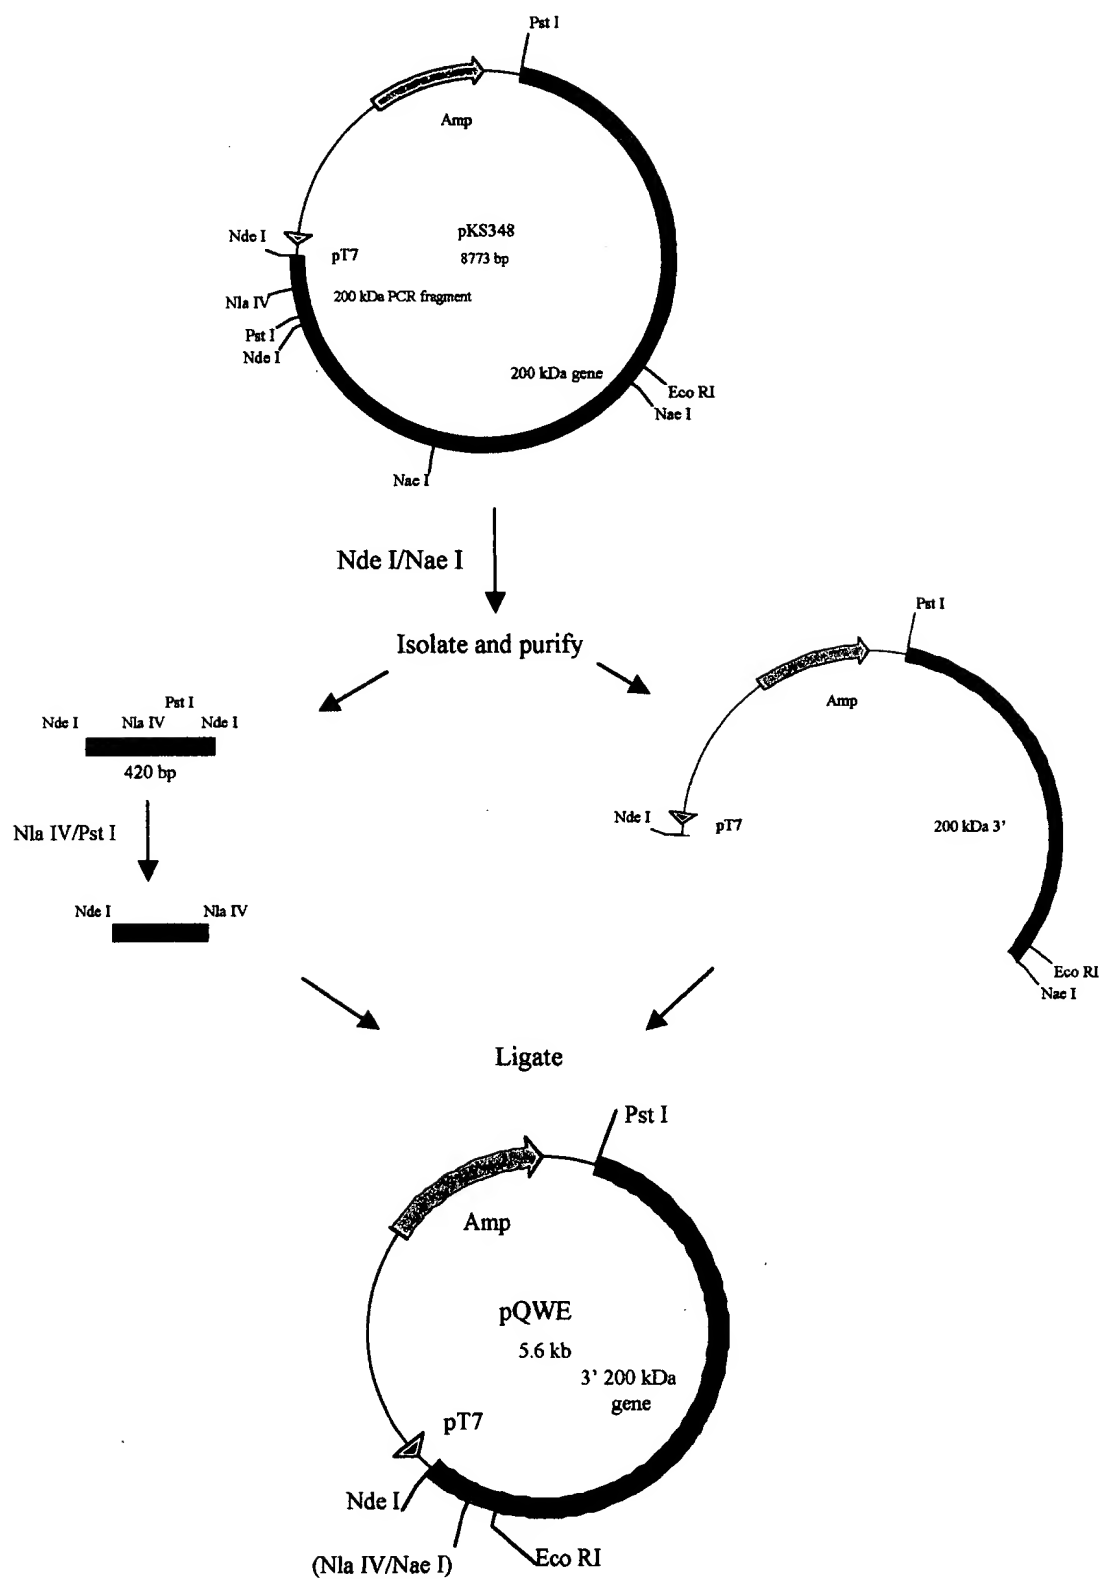 Pst I
Amp
pKS348
8773 bp
Nde I
pT7
Nla IV
200 kDa PCR fragment
Pst I
Nde I
200 kDa gene
Eco RI
Nae I
Nae I
Nde I/Nae I
Isolate and purify
Pst I
Nde I Nla IV Nde I
420 bp
Nla IV/Pst I
Nde I Nla IV
Pst I
Amp
Nde I
pT7
200 kDa 3’
Eco RI
Nae I
Ligate
Pst I
Amp
pQWE
5.6 kb
3’ 200 kDa
gene
pT7
Nde I
(Nla IV/Nae I)
Eco RI